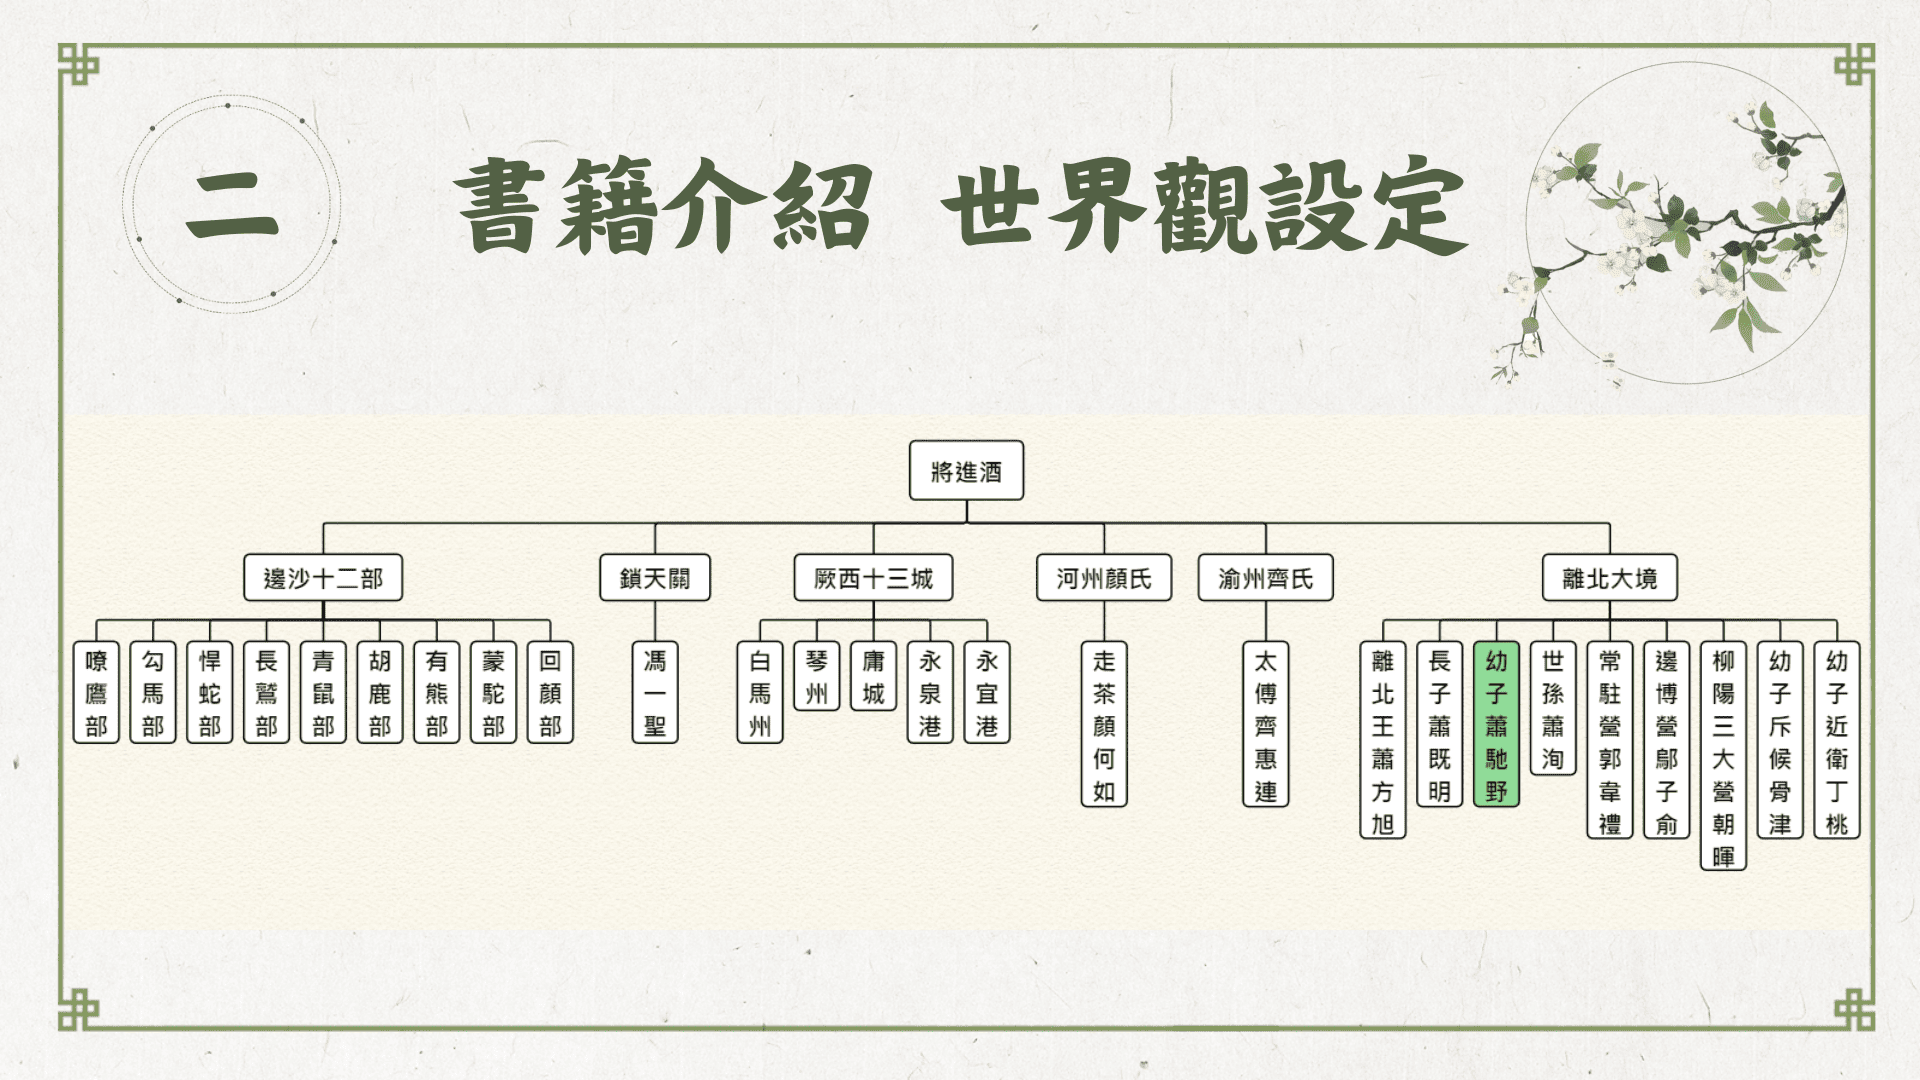 二
書籍介紹 世界觀設定
將進酒
邊沙十二部
鎖天關
厥西十三城
河州顏氏
渝州齊氏
離北大境
嘹鷹部
勾馬部
悍蛇部
長鷲部
青鼠部
胡鹿部
有熊部
蒙駝部
回顏部
馮一聖
白馬州
琴州
庸城
永泉港
永宜港
走茶顏何如
太傅齊惠連
離北王蕭方旭
長子蕭既明
幼子蕭馳野
世孫蕭洵
常駐營郭韋禮
邊博營鄔子俞
柳陽三大營朝暉
幼子斥候骨津
幼子近衛丁桃